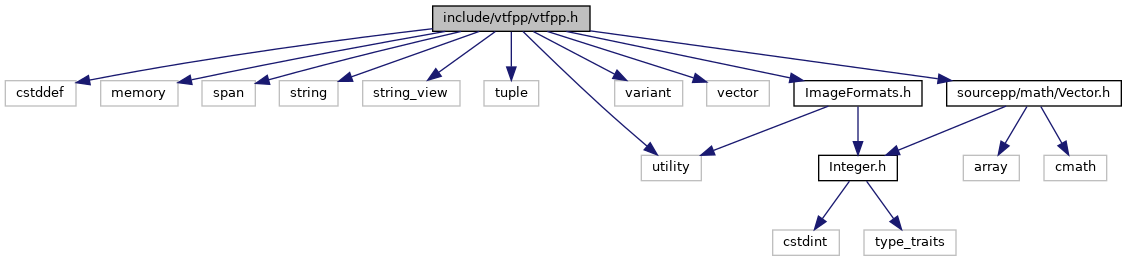 include/vtfpp/vtfpp.h
cstddef
memory
span
string
string_view
tuple
variant
vector
ImageFormats.h
sourcepp/math/Vector.h
utility
Integer.h
array
cmath
cstdint
type_traits